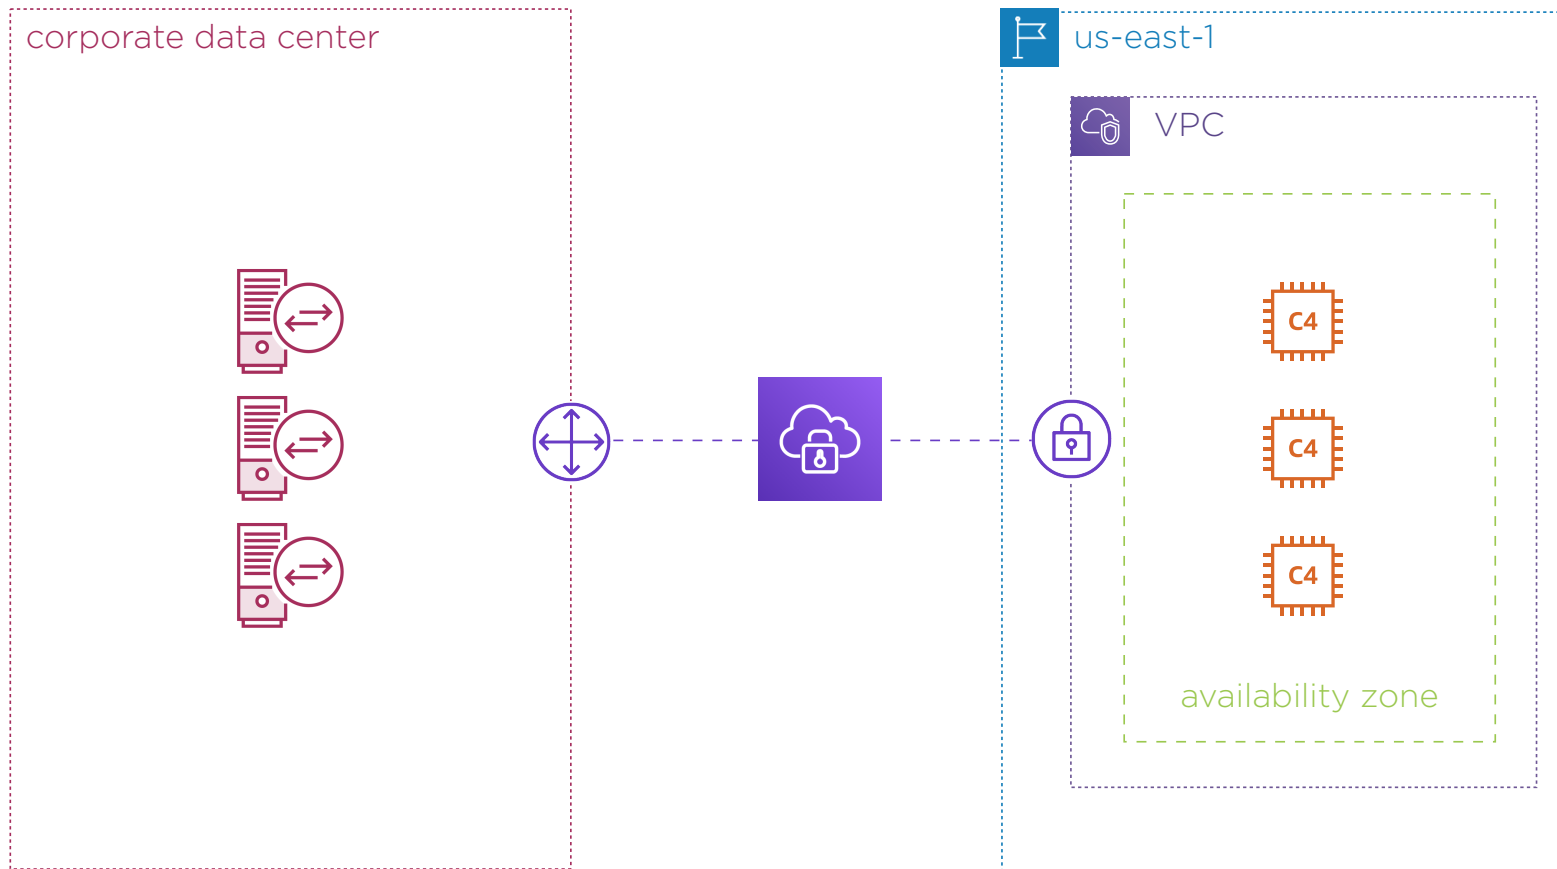 corporate data center
us-east-1
VPC
C4
C4
C4
availability zone